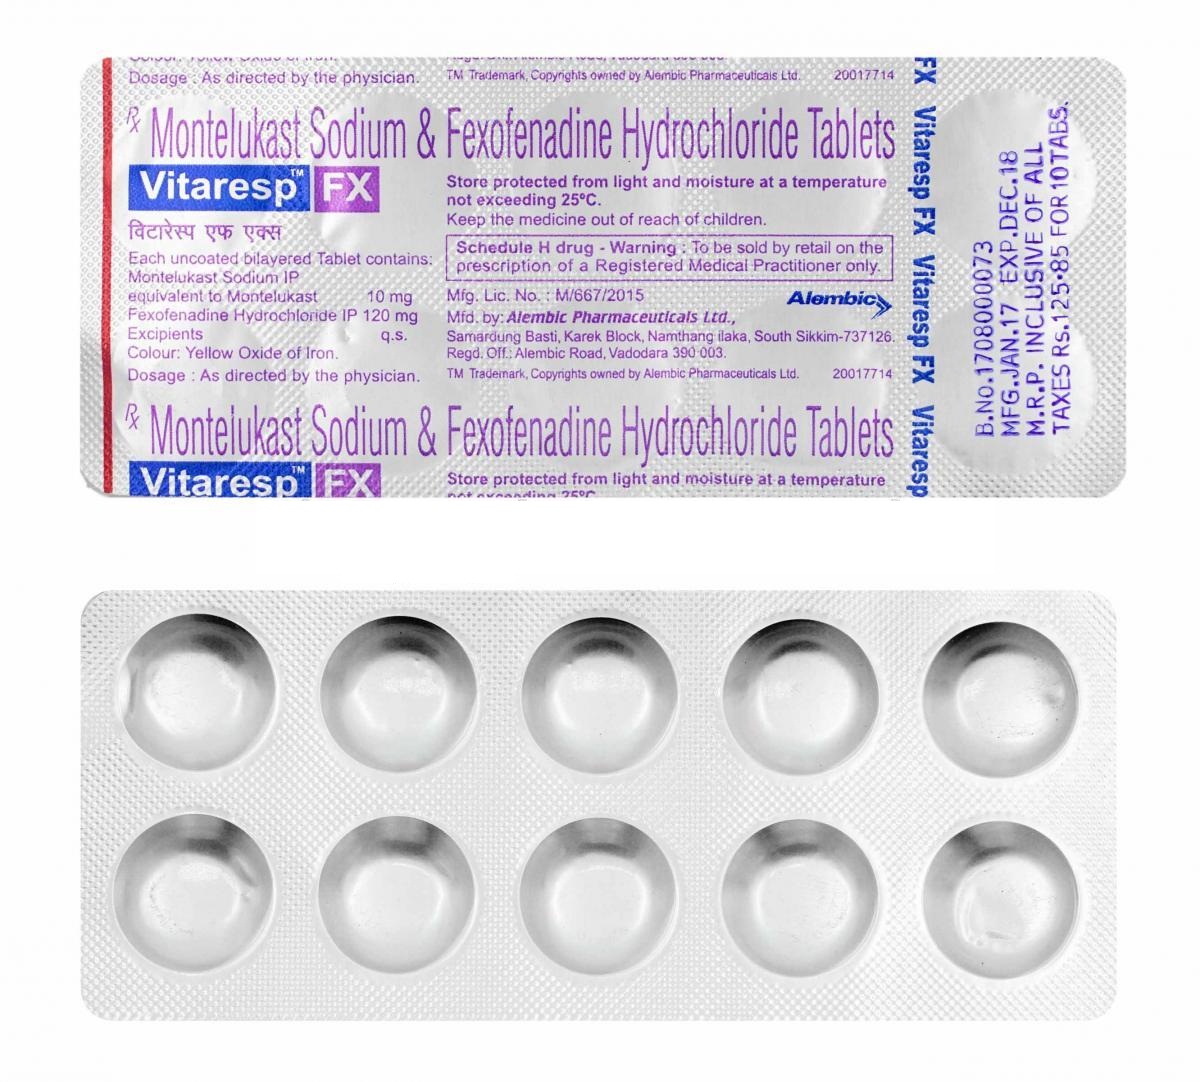 Dosage : As directed by the physician.
TM Trademark, Copyrights owned by Alembic Pharmaceuticals Ltd. 20017714
Rx Montelukast Sodium & Fexofenadine Hydrochloride Tablets
Vitaresp™ FX
विटारेस्प एफ एक्स
Each uncoated bilayered Tablet contains:
Montelukast Sodium IP
equivalent to Montelukast 10 mg
Fexofenadine Hydrochloride IP 120 mg
Excipients q.s.
Colour: Yellow Oxide of Iron.
Dosage : As directed by the physician.
Store protected from light and moisture at a temperature
not exceeding 25°C.
Keep the medicine out of reach of children.
Schedule H drug - Warning : To be sold by retail on the
prescription of a Registered Medical Practitioner only.
Mfg. Lic. No. : M/667/2015
Alembic
Mfd. by: Alembic Pharmaceuticals Ltd.,
Samardung Basti, Karek Block, Namthang ilaka, South Sikkim-737126.
Regd. Off.: Alembic Road, Vadodara 390 003.
TM Trademark, Copyrights owned by Alembic Pharmaceuticals Ltd. 20017714
Rx Montelukast Sodium & Fexofenadine Hydrochloride Tablets
Vitaresp™ FX
Store protected from light and moisture at a temperature
not exceeding 25°C
FX Vitaresp FX Vitaresp FX Vitaresp
B.No.1708000073
MFG.JAN.17 EXP.DEC.18
M.R.P. INCLUSIVE OF ALL
TAXES Rs.125.85 FOR 10TABS.